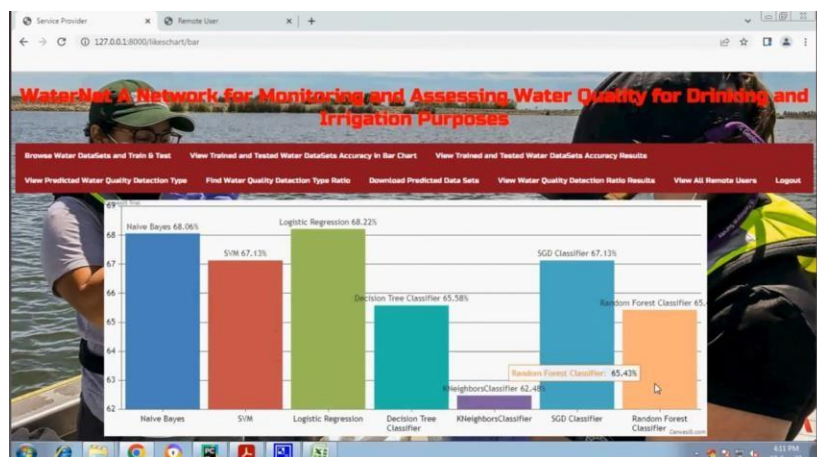 Service Provider
Remote User
127.0.0.1:8000/likeschart/bar
WaterNet A Network for Monitoring and Assessing Water Quality for Drinking and
Irrigation Purposes
Browse Water DataSets and Train & Test View Trained and Tested Water DataSets Accuracy in Bar Chart View Trained and Tested Water DataSets Accuracy Results
View Predicted Water Quality Detection Type Find Water Quality Detection Type Ratio Download Predicted Data Sets View Water Quality Detection Ratio Results View All Remote Users Logout
69
Naive Bayes 68.06%
Logistic Regression 68.22%
68
SVM 67.13%
SGD Classifier 67.13%
67
66
Decision Tree Classifier 65.58%
Random Forest Classifier 65.
65
64
Random Forest Classifier: 65.43%
63
KNeighborsClassifier 62.48%
62
Naive Bayes
SVM
Logistic Regression
Decision Tree
Classifier
KNeighborsClassifier
SGD Classifier
Random Forest
Classifier
CanvasJS.com
4:11 PM